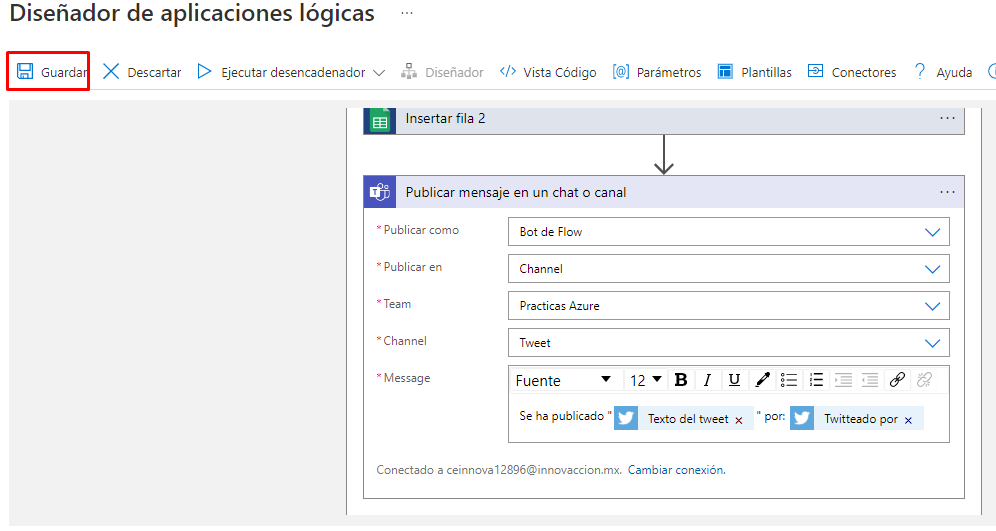 Diseñador de aplicaciones lógicas ...
Guardar Descartar Ejecutar desencadenador Diseñador Vista Código Parámetros Plantillas Conectores Ayuda
Insertar fila 2 ...
Publicar mensaje en un chat o canal ...
*Publicar como Bot de Flow
*Publicar en Channel
*Team Practicas Azure
*Channel Tweet
*Message Fuente 12 B I U
Se ha publicado " Texto del tweet x " por: Twitteado por x
Conectado a ceinnova12896@innovaccion.mx. Cambiar conexión.